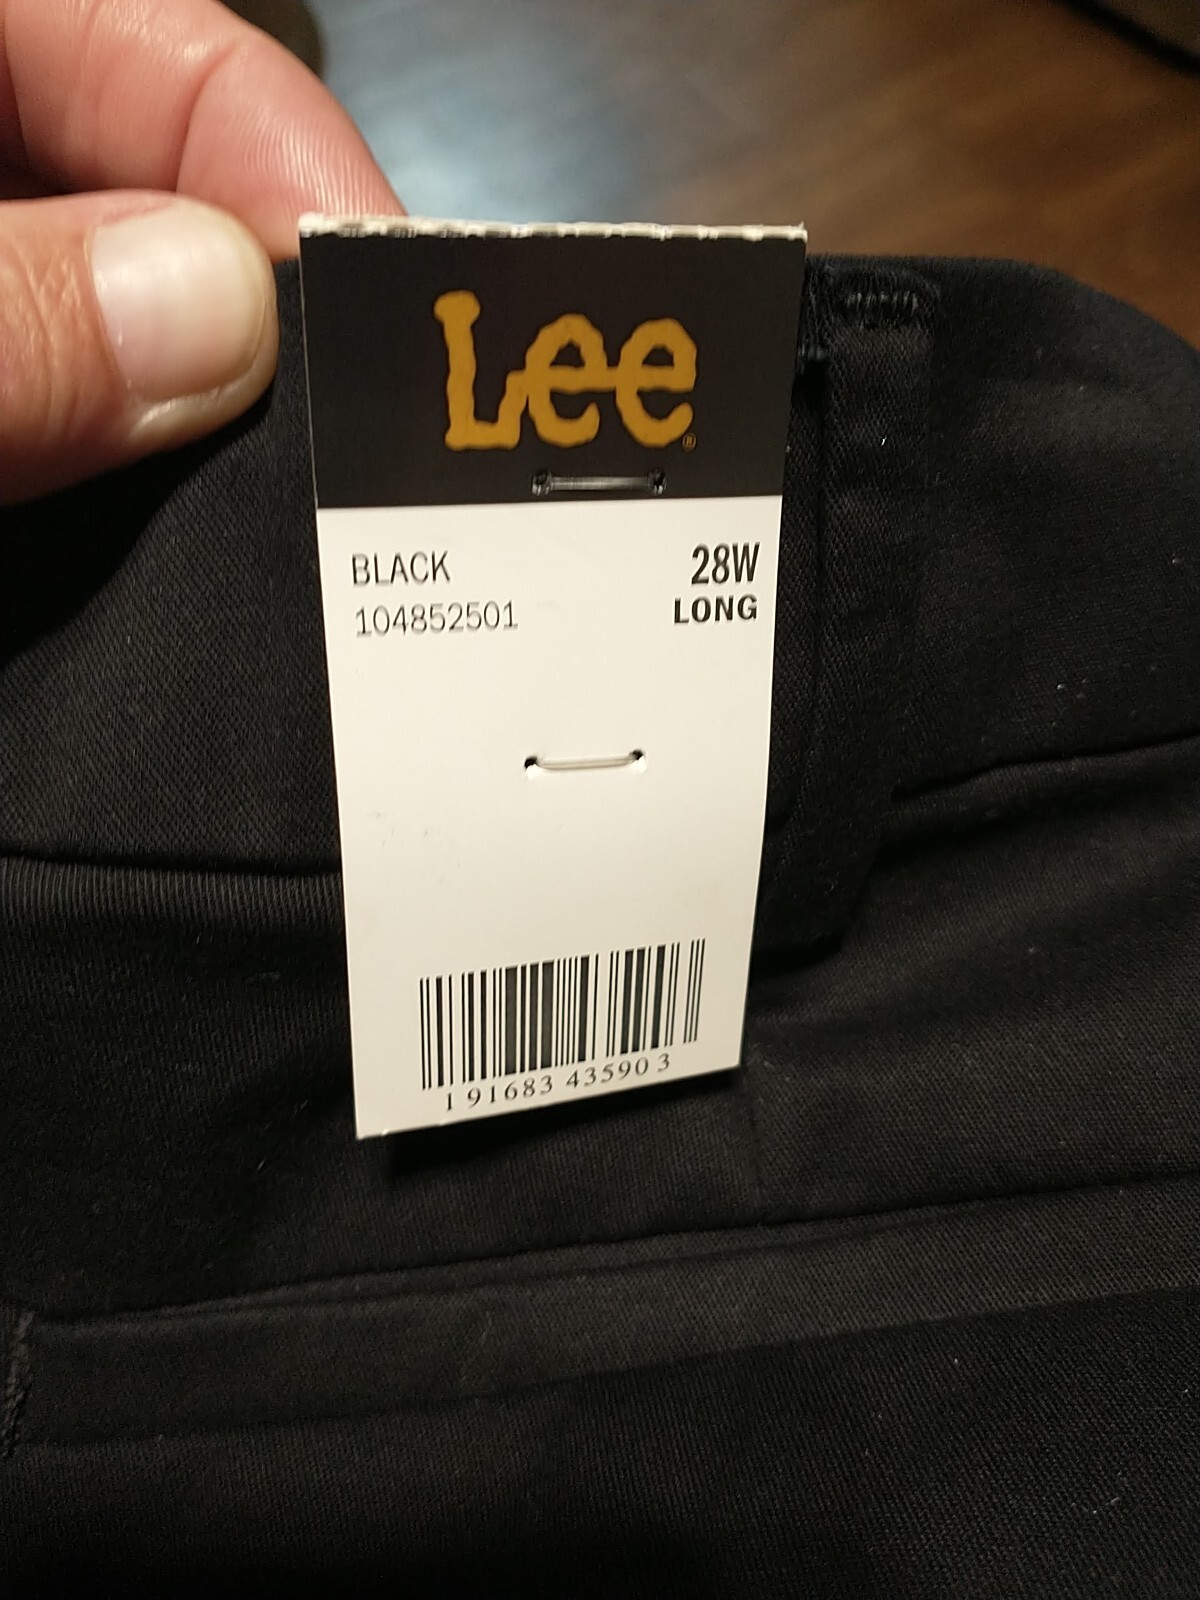 Lee®
BLACK
104852501
28W
LONG
1 91683 43590 3